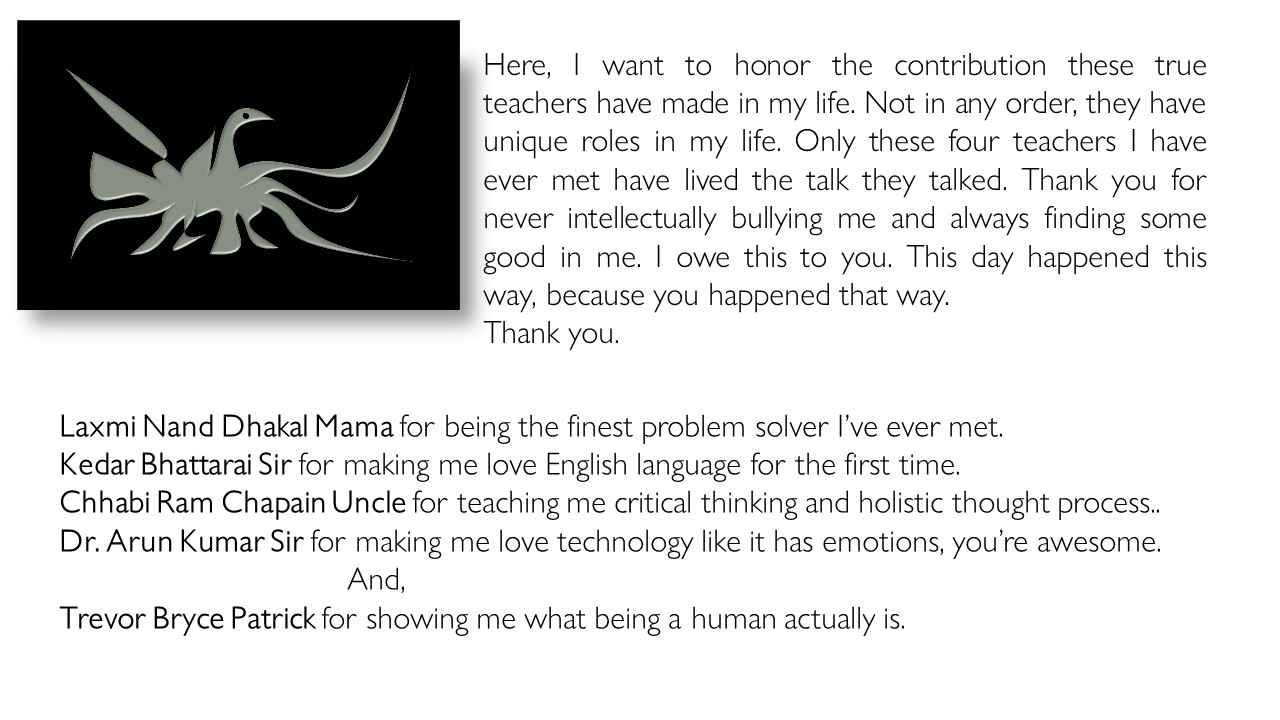 Here, I want to honor the contribution these true
teachers have made in my life. Not in any order, they have
unique roles in my life. Only these four teachers I have
ever met have lived the talk they talked. Thank you for
never intellectually bullying me and always finding some
good in me. I owe this to you. This day happened this
way, because you happened that way.
Thank you.
Laxmi Nand Dhakal Mama for being the finest problem solver I’ve ever met.
Kedar Bhattarai Sir for making me love English language for the first time.
Chhabi Ram Chapain Uncle for teaching me critical thinking and holistic thought process..
Dr. Arun Kumar Sir for making me love technology like it has emotions, you’re awesome.
And,
Trevor Bryce Patrick for showing me what being a human actually is.